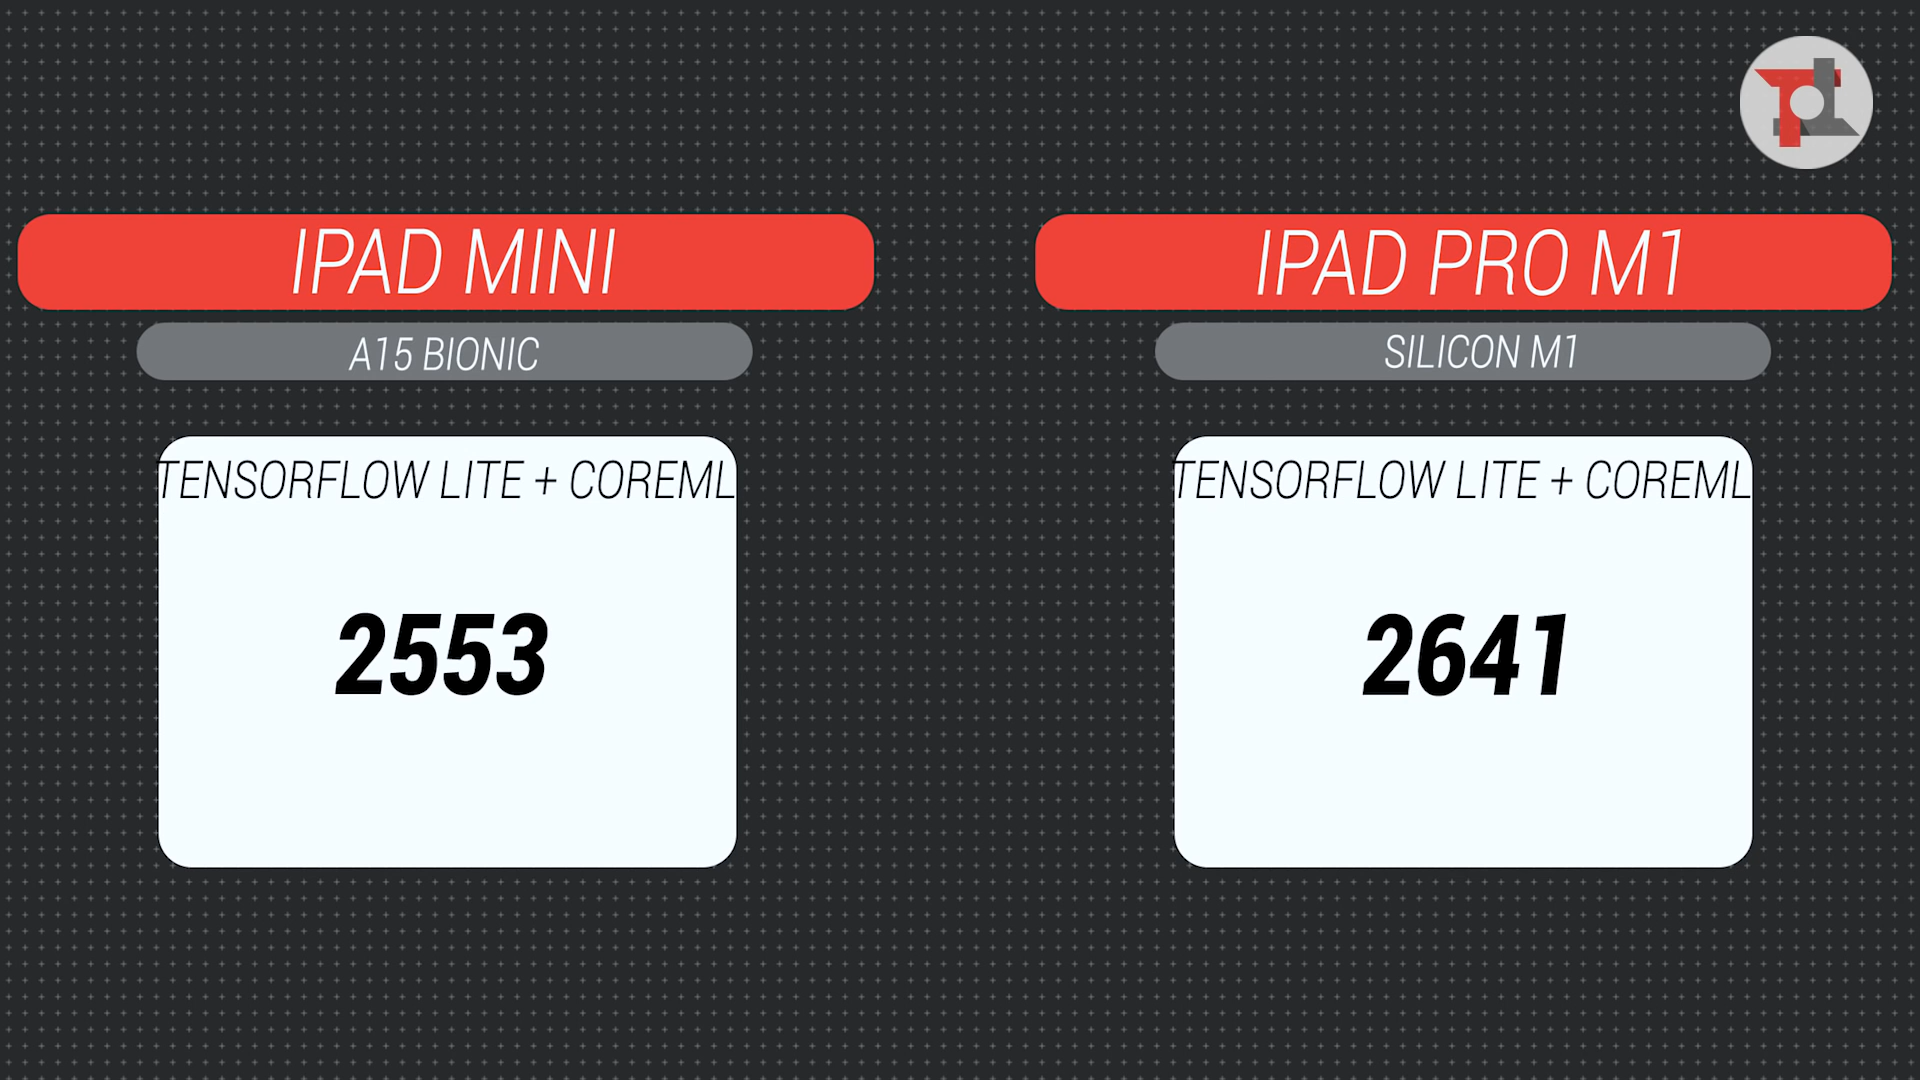 IPAD MINI
A15 BIONIC
TENSORFLOW LITE + COREML
2553
IPAD PRO M1
SILICON M1
TENSORFLOW LITE + COREML
2641